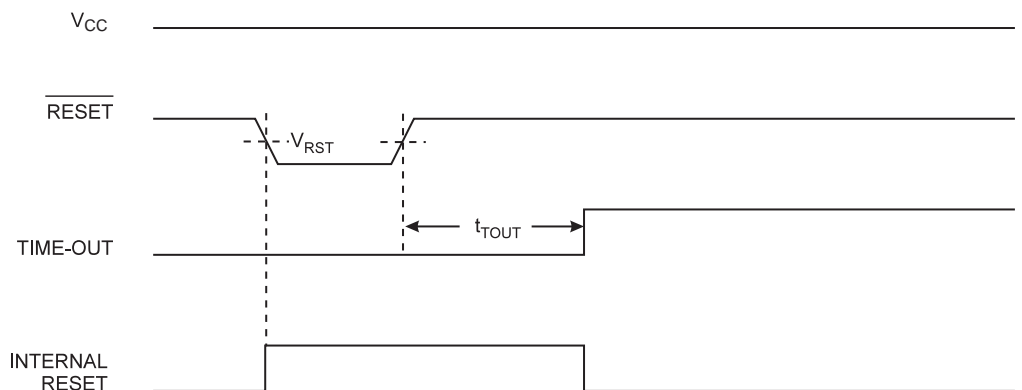 VCC
RESET
VRST
tTOUT
TIME-OUT
INTERNAL
RESET